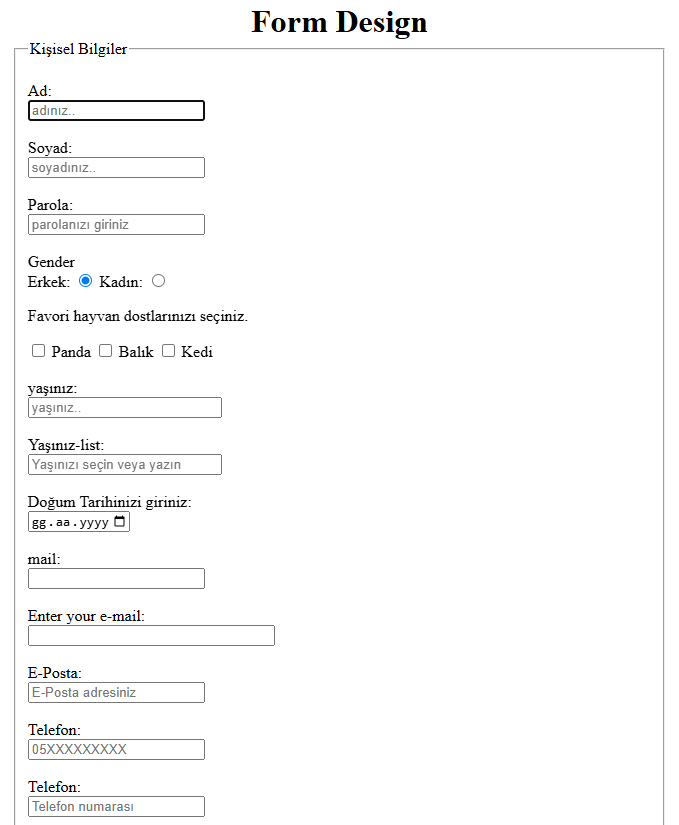 Form Design
Kişisel Bilgiler
Ad:
adınız..
Soyad:
soyadınız..
Parola:
parolanızı giriniz
Gender
Erkek: Kadın:
Favori hayvan dostlarınızı seçiniz.
Panda Balık Kedi
yaşınız:
yaşınız..
Yaşınız-list:
Yaşınızı seçin veya yazın
Doğum Tarihinizi giriniz:
gg.aa.yyyy
mail:
Enter your e-mail:
E-Posta:
E-Posta adresiniz
Telefon:
05XXXXXXXXX
Telefon:
Telefon numarası